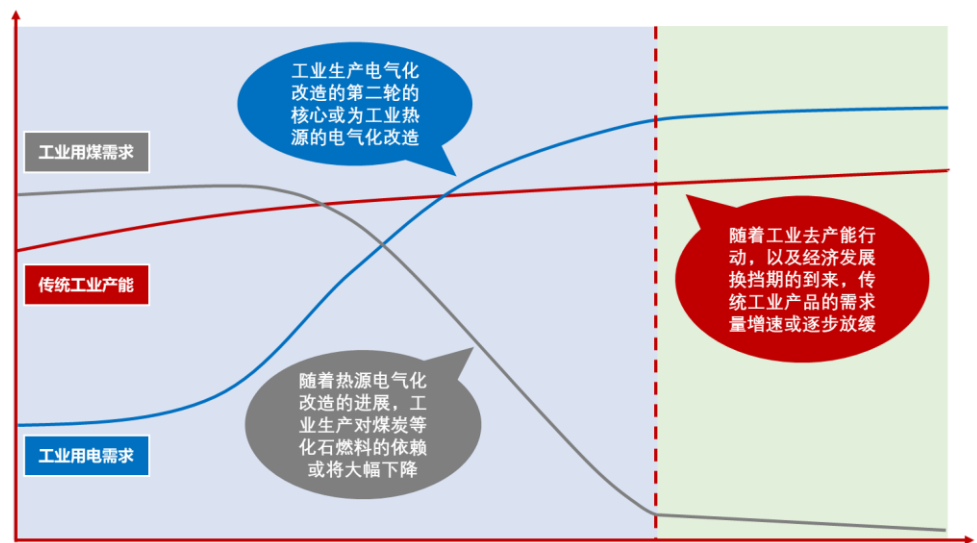 工业生产电气化
改造的第二轮的
核心或为工业热
源的电气化改造
工业用煤需求
传统工业产能
随着工业去产能行
动，以及经济发展
换挡期的到来，传
统工业产品的需求
量增速或逐步放缓
随着热源电气化
改造的进展，工
业生产对煤炭等
化石燃料的依赖
或将大幅下降
工业用电需求